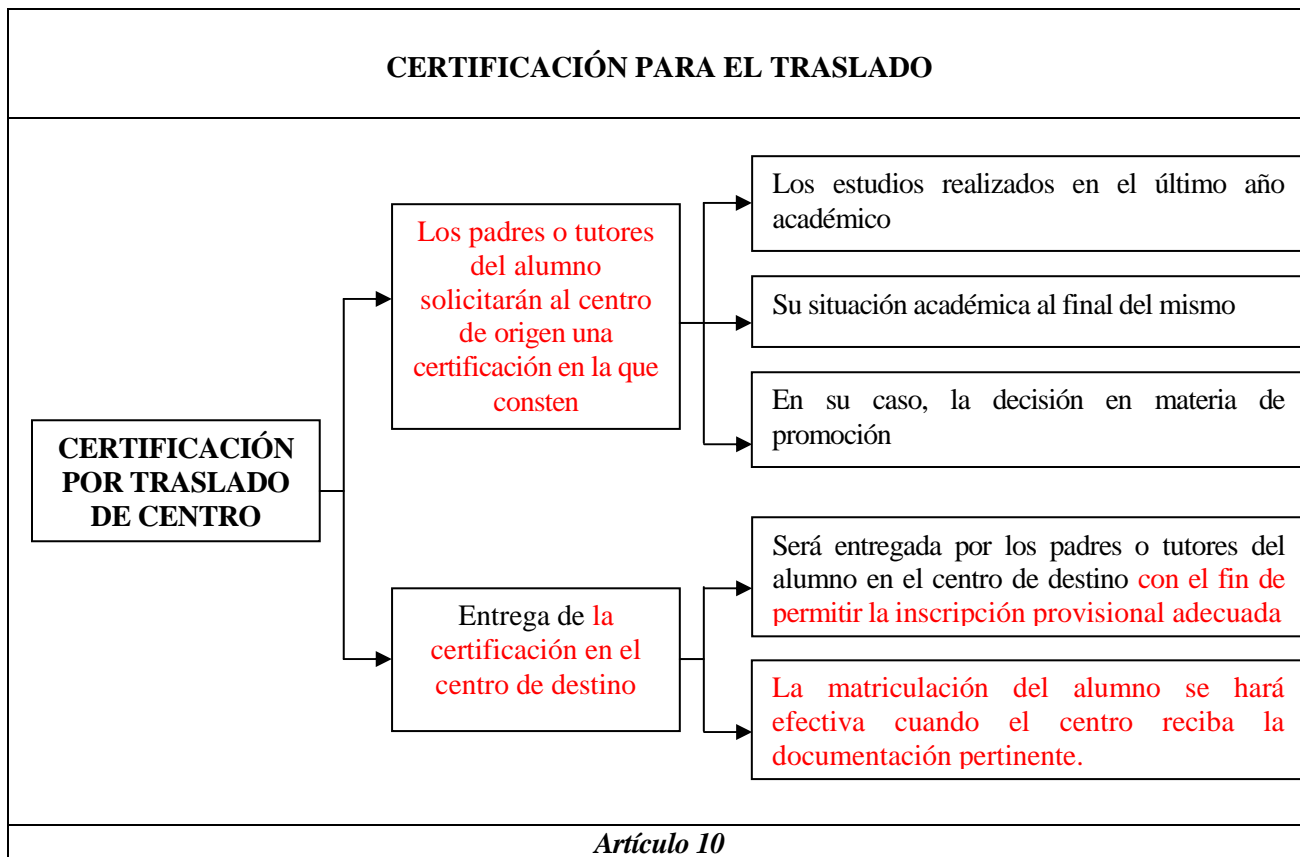 CERTIFICACIÓN PARA EL TRASLADO
CERTIFICACIÓN
POR TRASLADO
DE CENTRO
Los padres o tutores
del alumno
solicitarán al centro
de origen una
certificación en la que
consten
Los estudios realizados en el último año
académico
Su situación académica al final del mismo
En su caso, la decisión en materia de
promoción
Entrega de la
certificación en el
centro de destino
Será entregada por los padres o tutores del
alumno en el centro de destino con el fin de
permitir la inscripción provisional adecuada
La matriculación del alumno se hará
efectiva cuando el centro reciba la
documentación pertinente.
Artículo 10